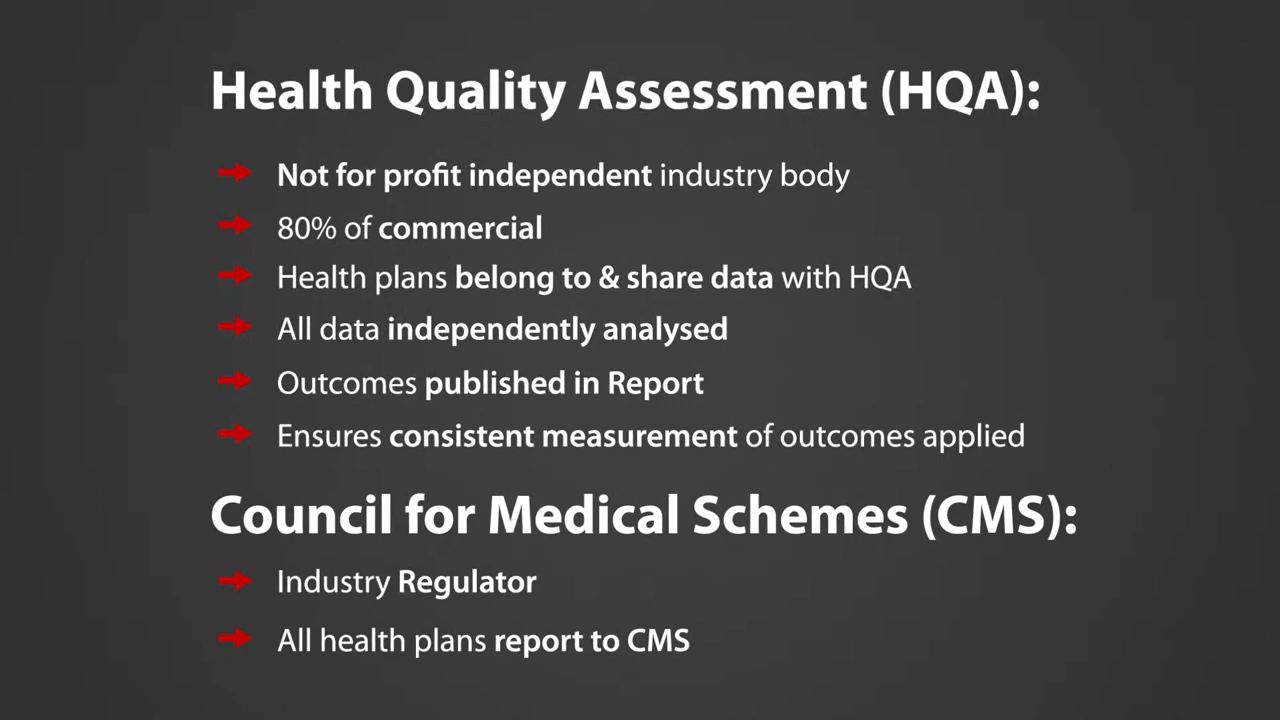 Health Quality Assessment (HQA):
Not for profit independent industry body
80% of commercial
Health plans belong to & share data with HQA
All data independently analysed
Outcomes published in Report
Ensures consistent measurement of outcomes applied
Council for Medical Schemes (CMS):
Industry Regulator
All health plans report to CMS